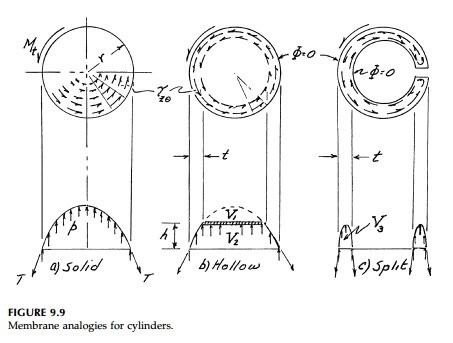 Mt
r
τzθ
Φ=0
Φ=0
t
t
p
h
V₁
V₂
V₃
T
T
a) Solid
b) Hollow
c) Split
FIGURE 9.9
Membrane analogies for cylinders.